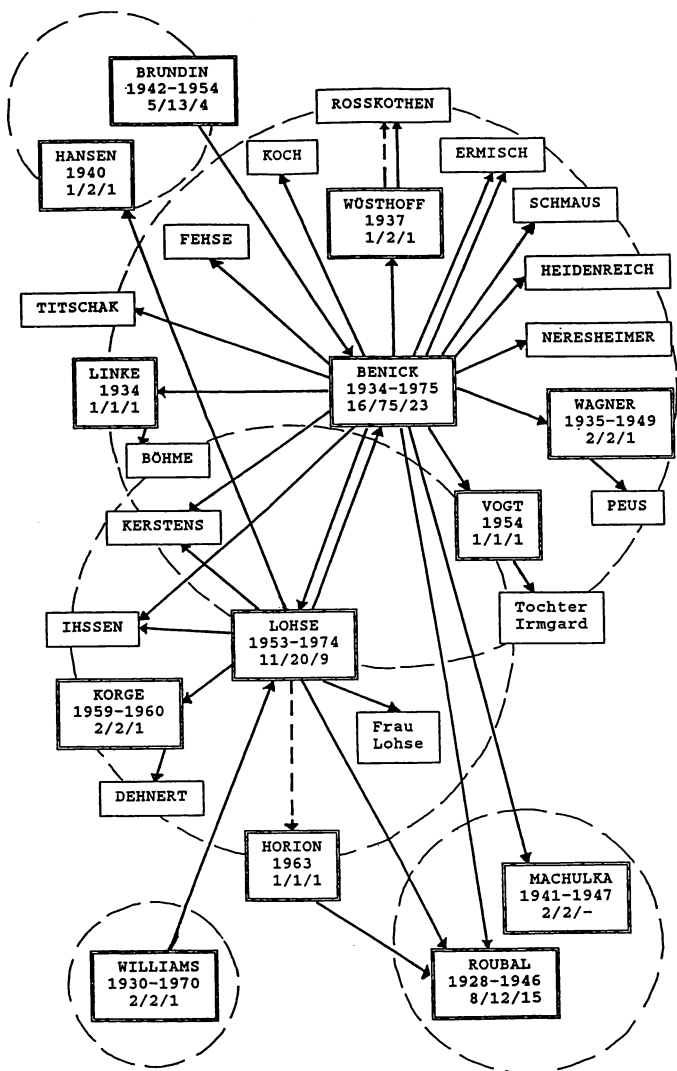 BRUNDIN
1942-1954
5/13/4
ROSSKOTHEN
HANSEN
1940
1/2/1
KOCH
ERMISCH
WÜSTHOFF
1937
1/2/1
SCHMAUS
FEHSE
HEIDENREICH
TITSCHAK
NERESHEIMER
LINKE
1934
1/1/1
BENICK
1934-1975
16/75/23
WAGNER
1935-1949
2/2/1
BÖHME
KERSTENS
VOGT
1954
1/1/1
PEUS
IHSSEN
LOHSE
1953-1974
11/20/9
Tochter
Irmgard
KORGE
1959-1960
2/2/1
Frau
Lohse
DEHNERT
HORION
1963
1/1/1
MACHULKA
1941-1947
2/2/-
WILLIAMS
1930-1970
2/2/1
ROUBAL
1928-1946
8/12/15